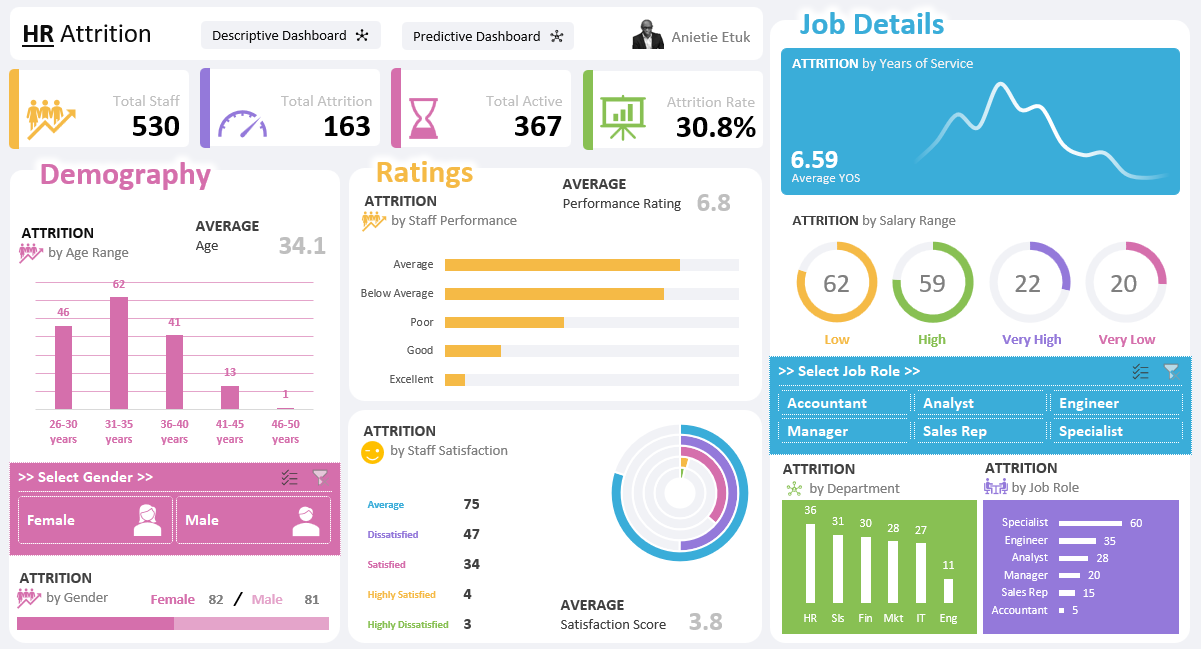 HR Attrition
Descriptive Dashboard
Predictive Dashboard
Anietie Etuk
Total Staff
530
Total Attrition
163
Total Active
367
Attrition Rate
30.8%
Demography
ATTRITION
by Age Range
AVERAGE
Age
34.1
46
62
41
13
1
26-30 years
31-35 years
36-40 years
41-45 years
46-50 years
>> Select Gender >>
Female
Male
ATTRITION
by Gender
Female 82 / Male 81
Ratings
ATTRITION
by Staff Performance
AVERAGE
Performance Rating
6.8
Average
Below Average
Poor
Good
Excellent
ATTRITION
by Staff Satisfaction
Average 75
Dissatisfied 47
Satisfied 34
Highly Satisfied 4
Highly Dissatisfied 3
AVERAGE
Satisfaction Score
3.8
Job Details
ATTRITION by Years of Service
6.59
Average YOS
ATTRITION by Salary Range
62
59
22
20
Low
High
Very High
Very Low
>> Select Job Role >>
Accountant
Analyst
Engineer
Manager
Sales Rep
Specialist
ATTRITION
by Department
36
31
30
28
27
11
HR
Sls
Fin
Mkt
IT
Eng
ATTRITION
by Job Role
Specialist 60
Engineer 35
Analyst 28
Manager 20
Sales Rep 15
Accountant 5